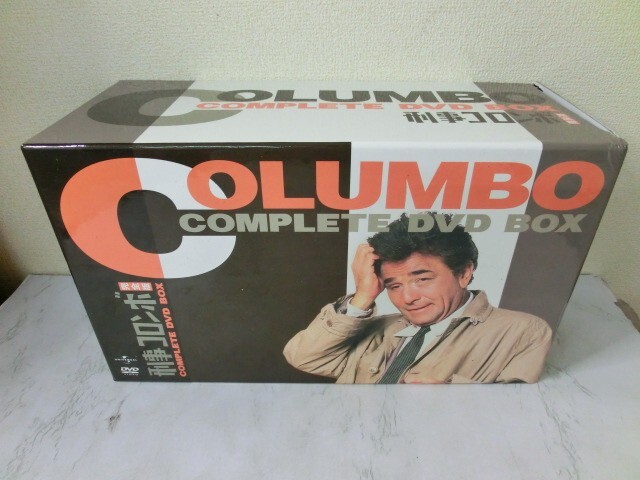 COLUMBO
COMPLETE DVD BOX
刑事コロンボ
COLUMBO
COMPLETE DVD BOX
刑事コロンボ 完全版
COMPLETE DVD BOX
UNIVERSAL
DVD